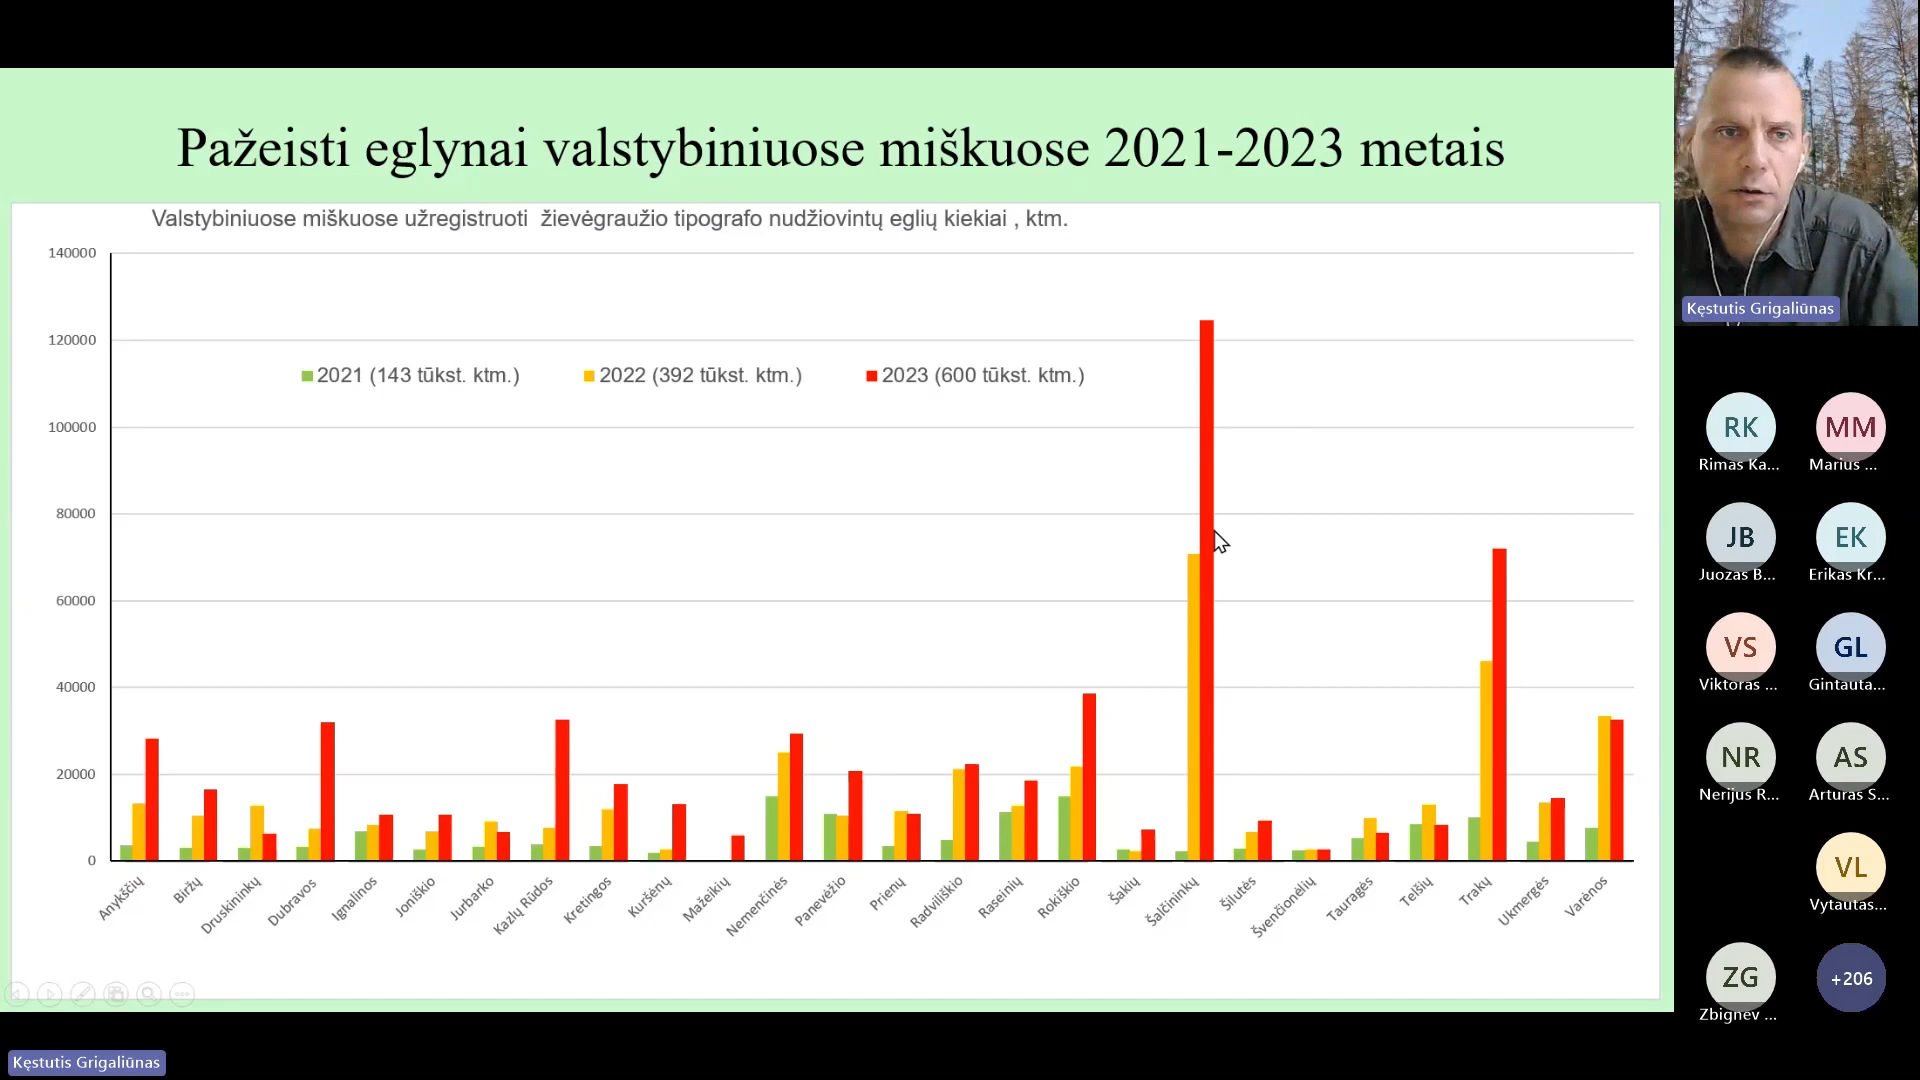 Pažeisti eglynai valstybiniuose miškuose 2021-2023 metais
Valstybiniuose miškuose užregistruoti žievėgraužio tipografo nudžiovintų eglių kiekiai , ktm.
140000
120000
100000
80000
60000
40000
20000
0
2021 (143 tūkst. ktm.)
2022 (392 tūkst. ktm.)
2023 (600 tūkst. ktm.)
Anykščių
Biržų
Druskininkų
Dubravos
Ignalinos
Joniškio
Jurbarko
Kazlų Rūdos
Kretingos
Kuršėnų
Mažeikių
Nemenčinės
Panevėžio
Prienų
Radviliškio
Raseinių
Rokiškio
Šakių
Šalčininkų
Šilutės
Švenčionėlių
Tauragės
Telšių
Trakų
Ukmergės
Varėnos
Kęstutis Grigaliūnas
RK
Rimas Ka...
MM
Marius ...
JB
Juozas B...
EK
Erikas Kr...
VS
Viktoras ...
GL
Gintauta...
NR
Nerijus R...
AS
Arturas S...
VL
Vytautas...
ZG
Zbignev ...
+206
Kęstutis Grigaliūnas